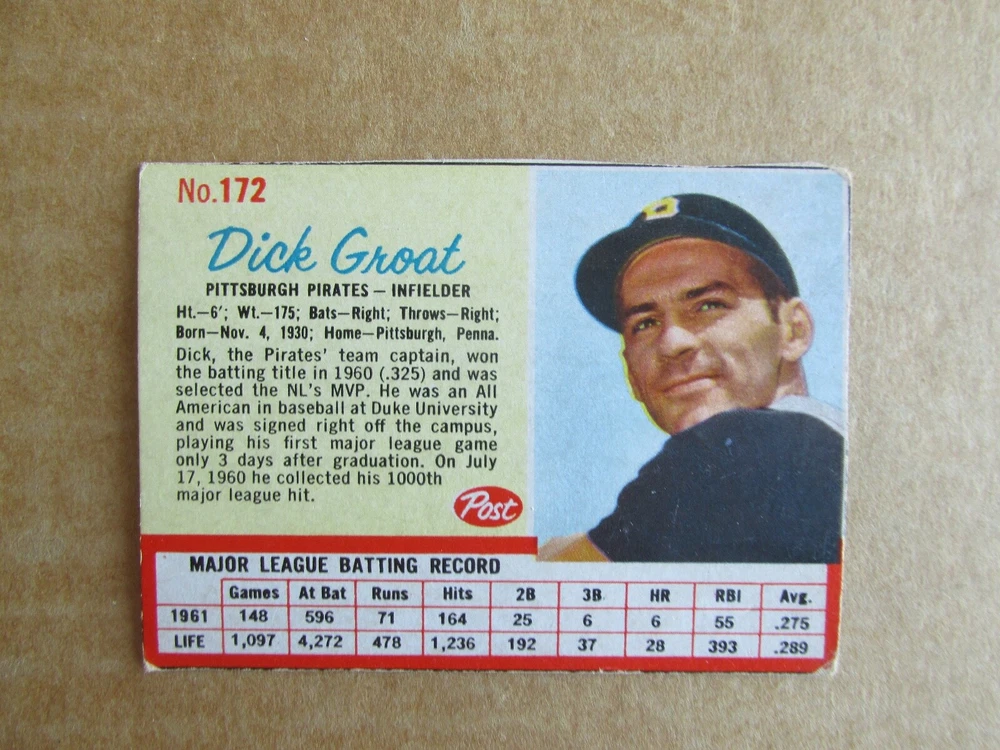 No.172
Dick Groat
PITTSBURGH PIRATES – INFIELDER
Ht.–6'; Wt.–175; Bats–Right; Throws–Right;
Born–Nov. 4, 1930; Home–Pittsburgh, Penna.
Dick, the Pirates' team captain, won
the batting title in 1960 (.325) and was
selected the NL's MVP. He was an All
American in baseball at Duke University
and was signed right off the campus,
playing his first major league game
only 3 days after graduation. On July
17, 1960 he collected his 1000th
major league hit.
Post
MAJOR LEAGUE BATTING RECORD
Games At Bat Runs Hits 2B 3B HR RBI Avg.
1961 148 596 71 164 25 6 6 55 .275
LIFE 1,097 4,272 478 1,236 192 37 28 393 .289